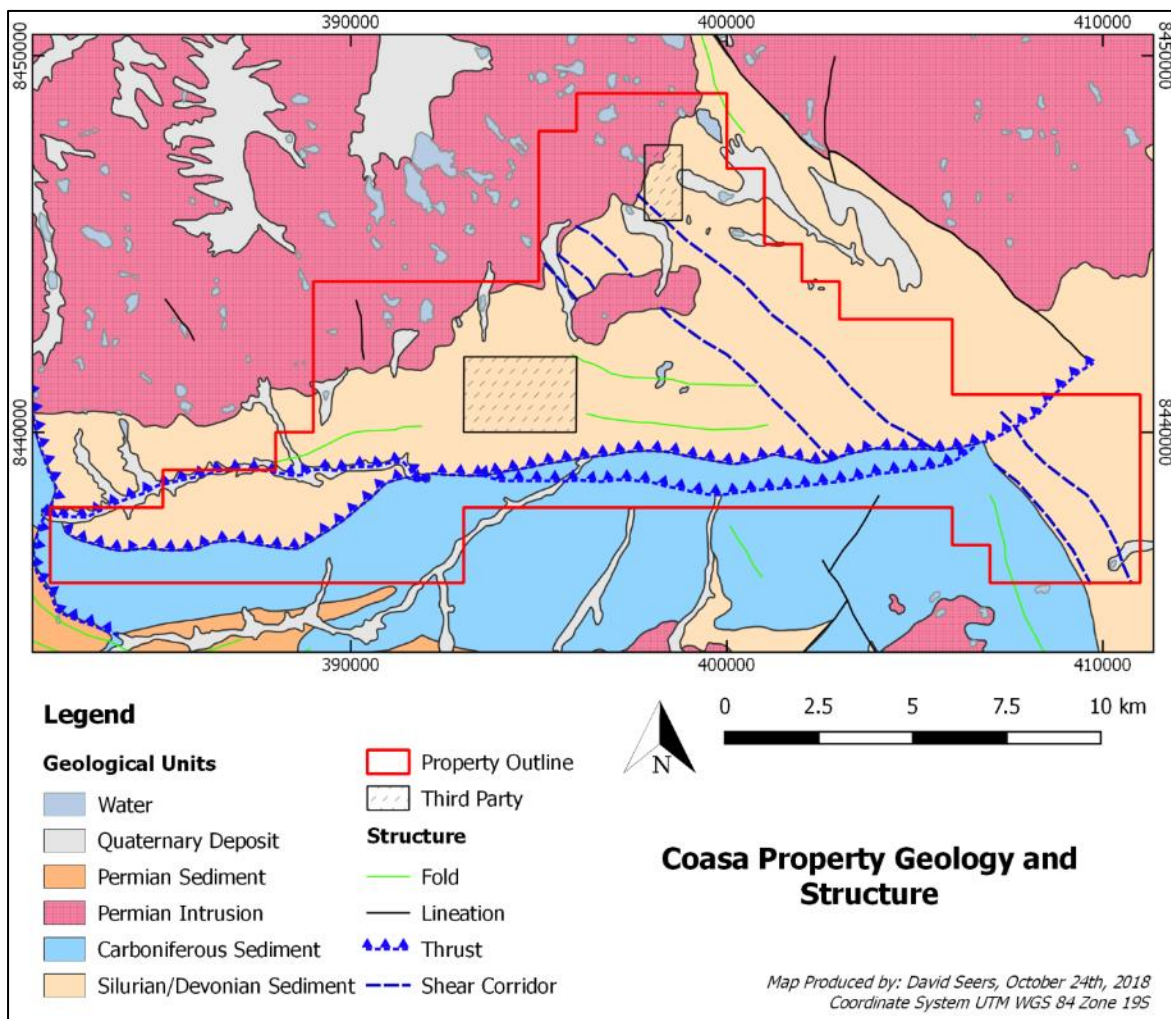 390000
400000
410000
8450000
8450000
8440000
8440000
390000
400000
410000
Legend
Geological Units
Water
Quaternary Deposit
Permian Sediment
Permian Intrusion
Carboniferous Sediment
Silurian/Devonian Sediment
Property Outline
Third Party
Structure
Fold
Lineation
Thrust
Shear Corridor
N
0 2.5 5 7.5 10 km
Coasa Property Geology and
Structure
Map Produced by: David Seers, October 24th, 2018
Coordinate System UTM WGS 84 Zone 19S